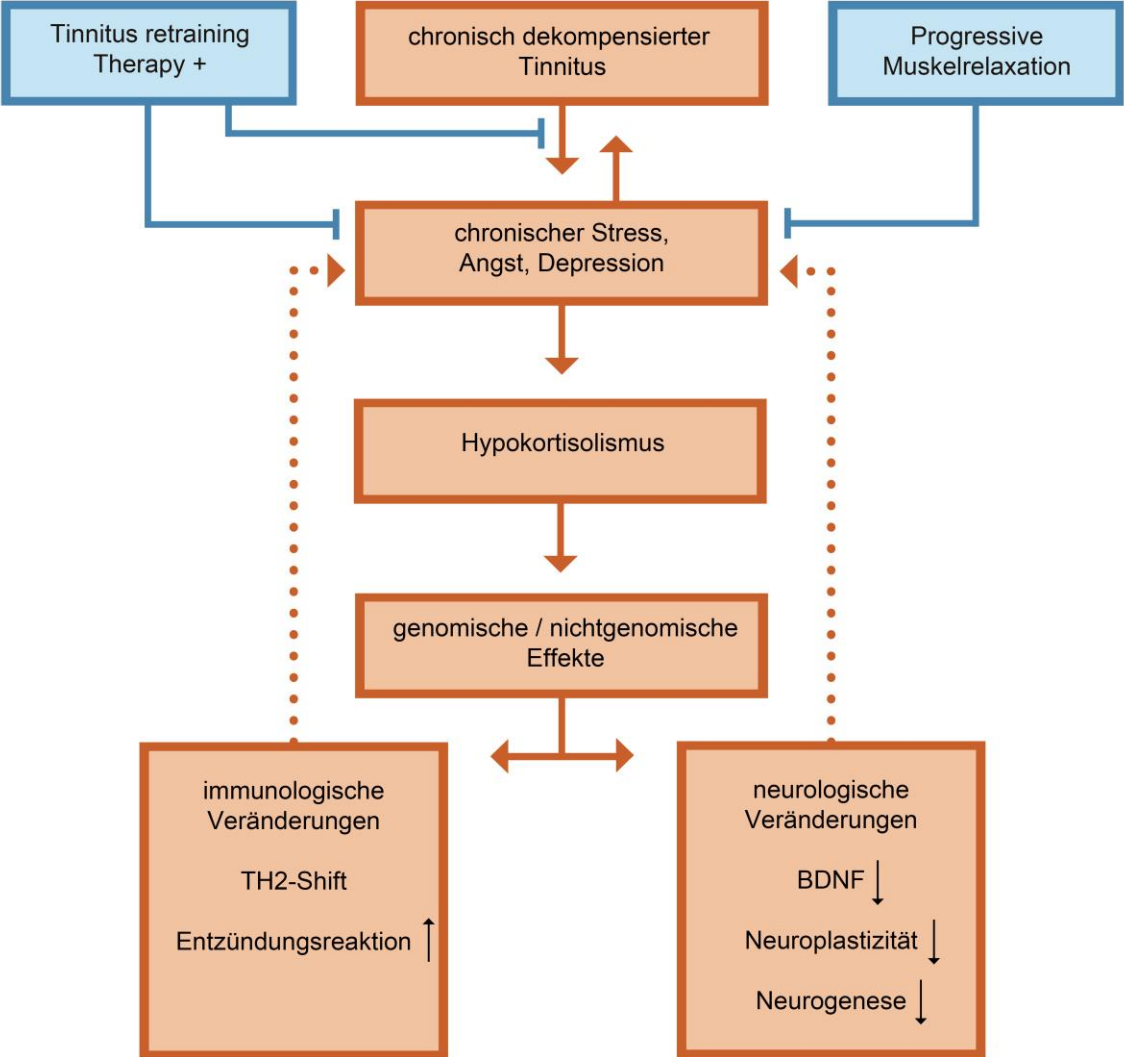 Tinnitus retraining
Therapy +
chronisch dekompensierter
Tinnitus
Progressive
Muskelrelaxation
chronischer Stress,
Angst, Depression
Hypokortisolismus
genomische / nichtgenomische
Effekte
immunologische
Veränderungen
TH2-Shift
Entzündungsreaktion
neurologische
Veränderungen
BDNF
Neuroplastizität
Neurogenese